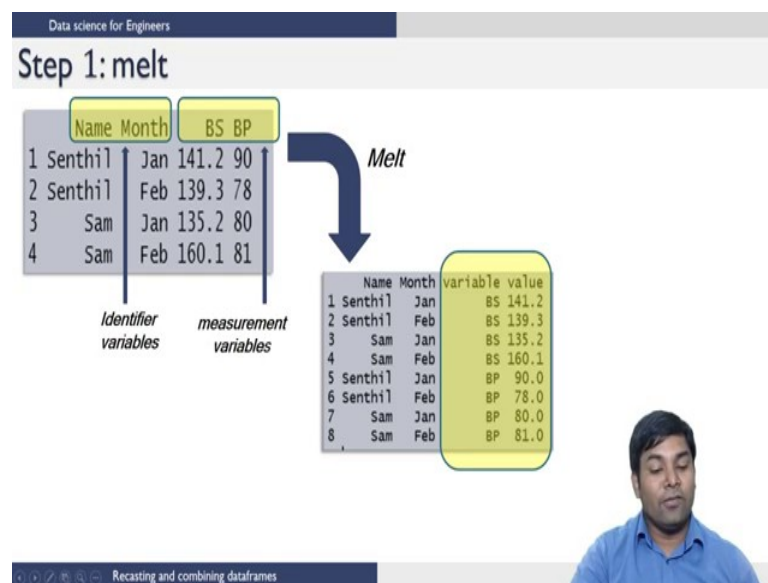 Data science for Engineers
Step 1: melt
Name Month BS BP
1 Senthil Jan 141.2 90
2 Senthil Feb 139.3 78
3 Sam Jan 135.2 80
4 Sam Feb 160.1 81
Identifier
variables
measurement
variables
Melt
Name Month variable value
1 Senthil Jan BS 141.2
2 Senthil Feb BS 139.3
3 Sam Jan BS 135.2
4 Sam Feb BS 160.1
5 Senthil Jan BP 90.0
6 Senthil Feb BP 78.0
7 Sam Jan BP 80.0
8 Sam Feb BP 81.0
Recasting and combining dataframes